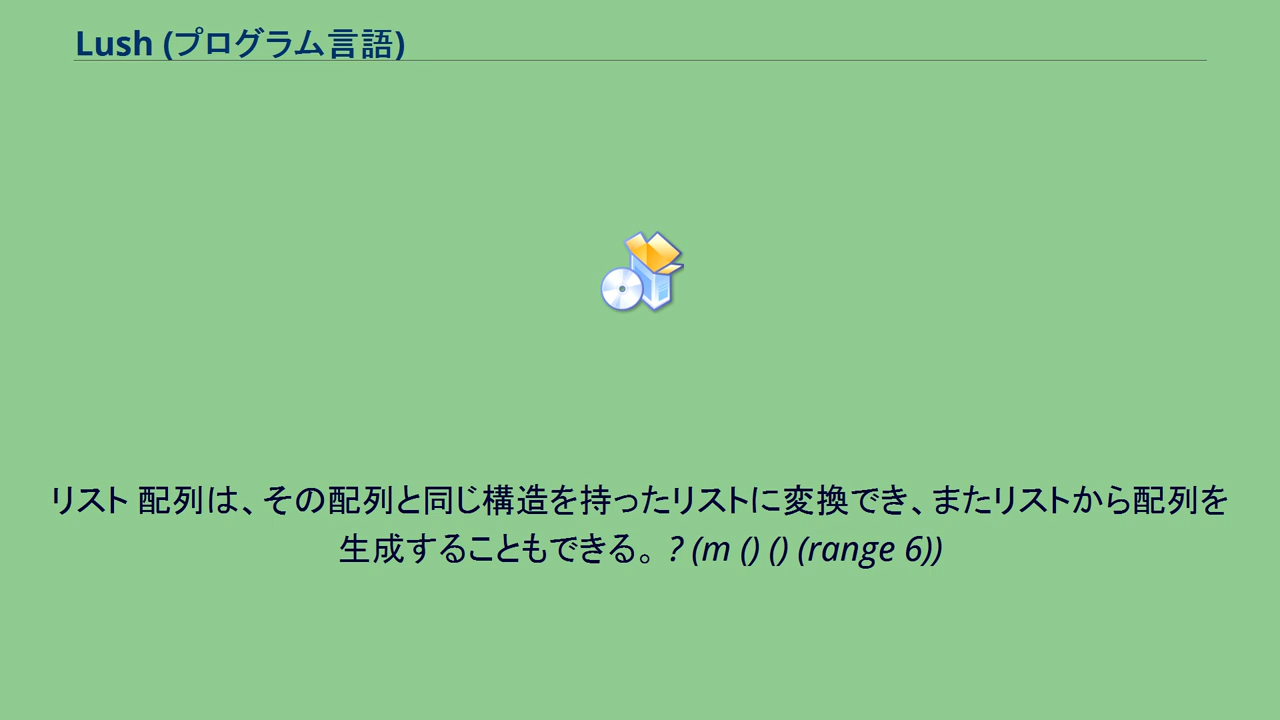 Lush (プログラム言語)
リスト 配列は、その配列と同じ構造を持ったリストに変換でき、またリストから配列を
生成することもできる。 ? (m () () (range 6))